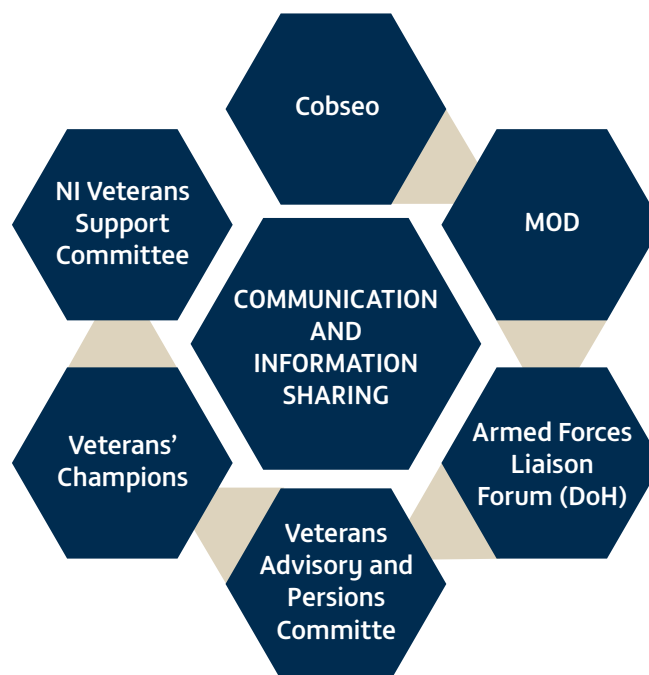 Cobseo
NI Veterans
Support
Committee
MOD
COMMUNICATION
AND
INFORMATION
SHARING
Veterans’
Champions
Armed Forces
Liaison
Forum (DoH)
Veterans
Advisory and
Persions
Committe